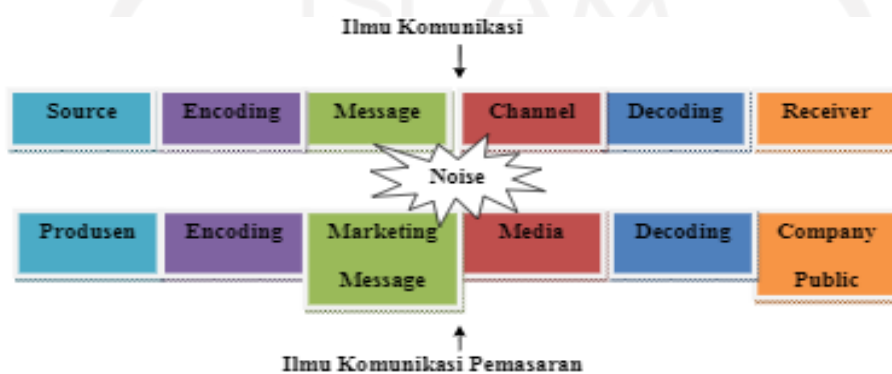 ISLAM
Ilmu Komunikasi
Source Encoding Message Channel Decoding Receiver
Noise
Produsen Encoding Marketing Media Decoding Company
Message Public
Ilmu Komunikasi Pemasaran